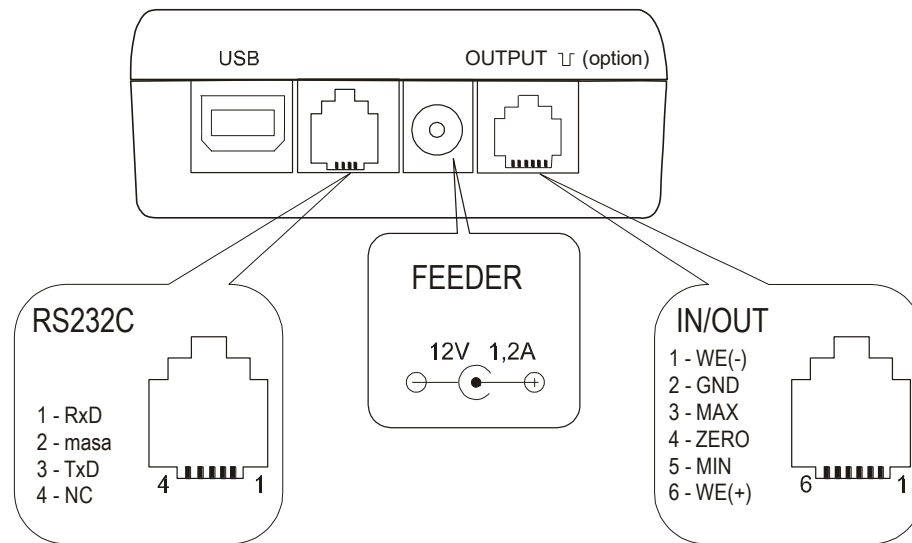 USB
OUTPUT (option)
FEEDER
12V 1,2A
RS232C
1 - RxD
2 - masa
3 - TxD
4 - NC
4 1
IN/OUT
1 - WE(-)
2 - GND
3 - MAX
4 - ZERO
5 - MIN
6 - WE(+)
6 1